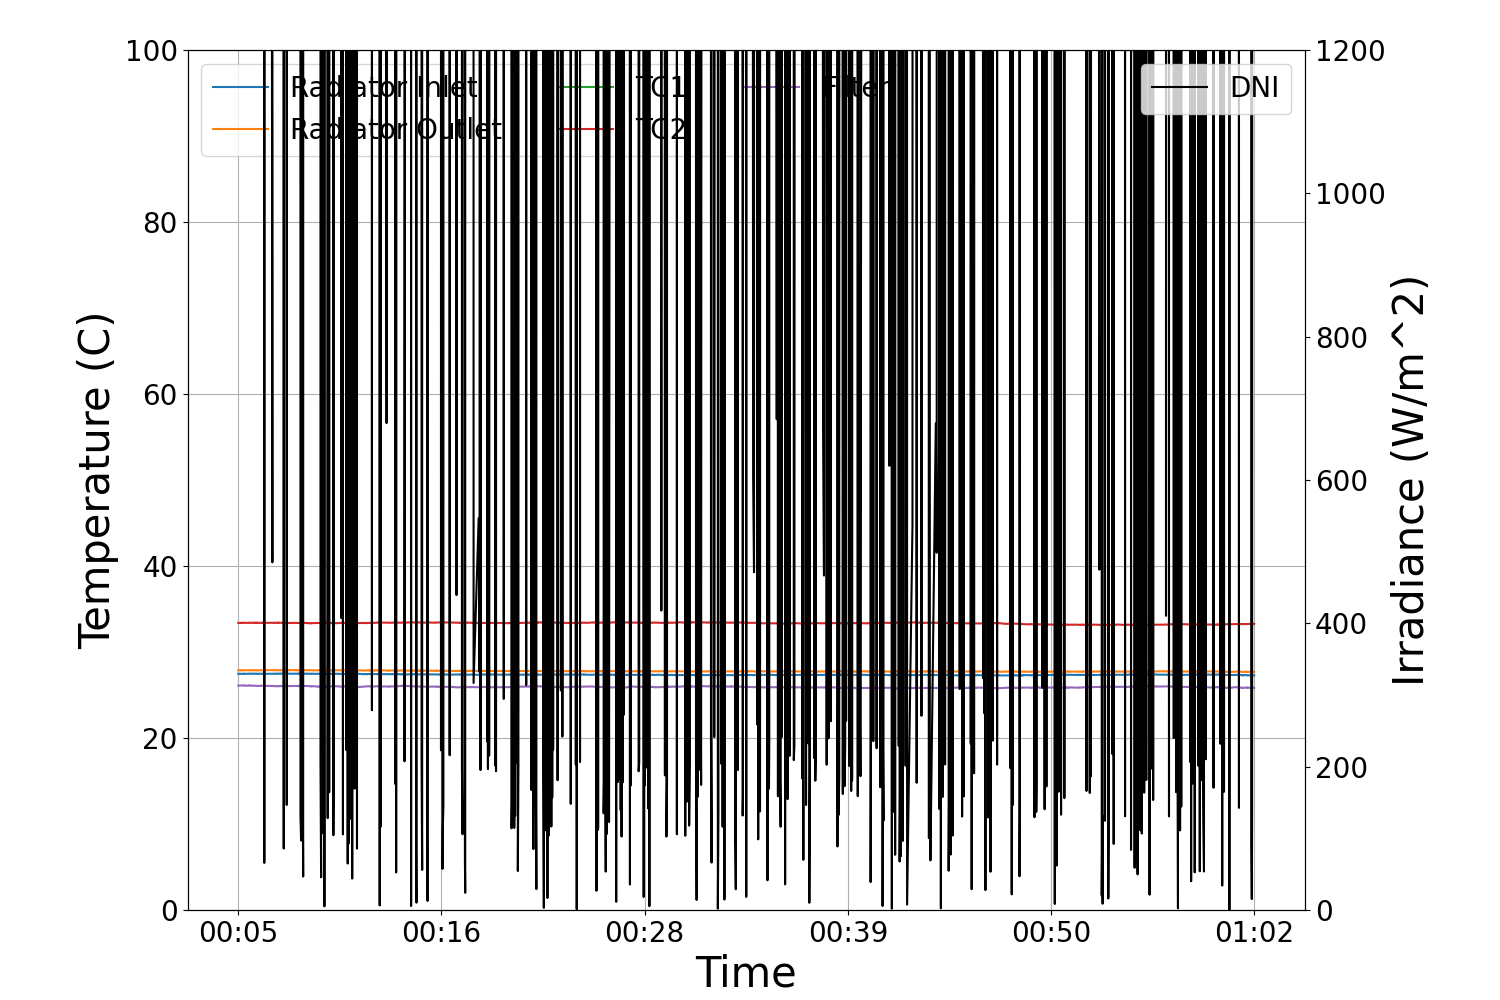 100
80
60
40
20
0
Temperature (C)
Radiator Inlet
Radiator Outlet
TC1
TC2
Filter
DNI
1200
1000
800
600
400
200
0
Irradiance (W/m^2)
00:05 00:16 00:28 00:39 00:50 01:02
Time